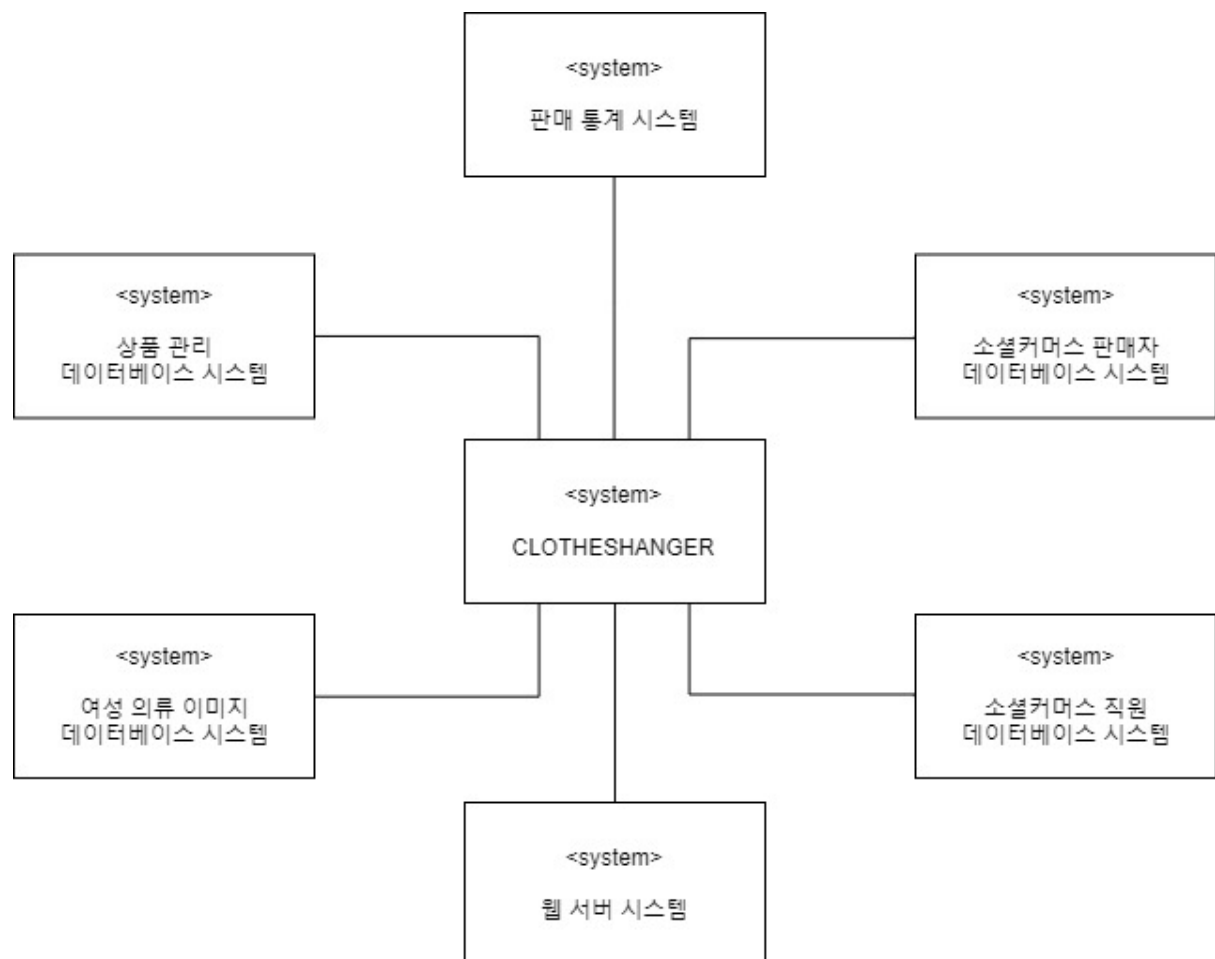 <system>
판매 통계 시스템
<system>
상품 관리
데이터베이스 시스템
<system>
소셜커머스 판매자
데이터베이스 시스템
<system>
CLOTHESHANGER
<system>
여성 의류 이미지
데이터베이스 시스템
<system>
소셜커머스 직원
데이터베이스 시스템
<system>
웹 서버 시스템